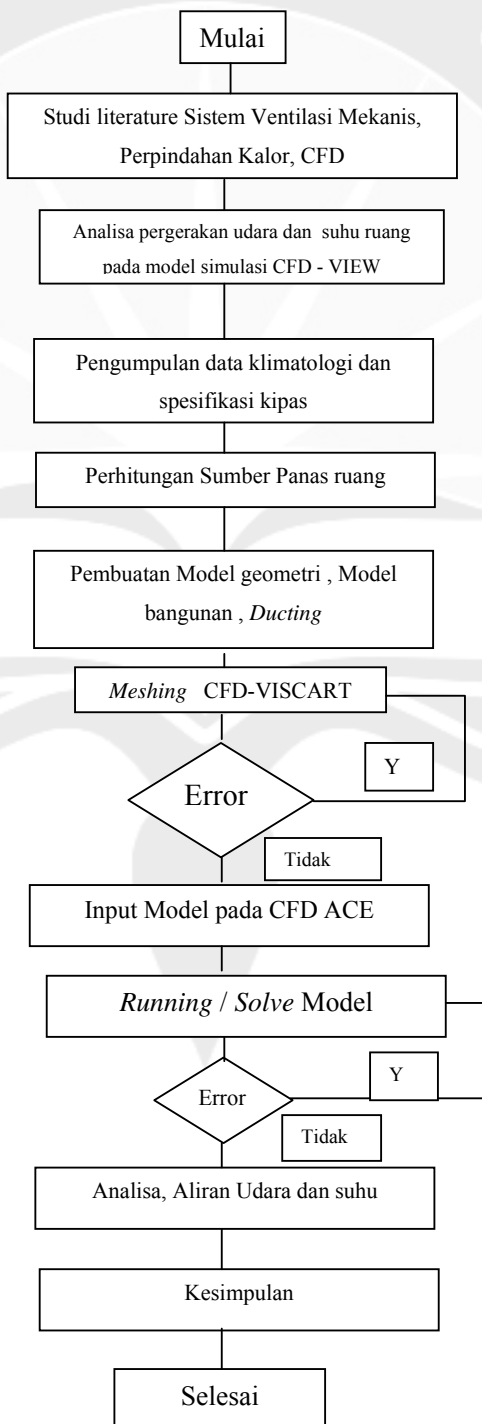 Mulai
Studi literature Sistem Ventilasi Mekanis,
Perpindahan Kalor, CFD
Analisa pergerakan udara dan suhu ruang
pada model simulasi CFD - VIEW
Pengumpulan data klimatologi dan
spesifikasi kipas
Perhitungan Sumber Panas ruang
Pembuatan Model geometri , Model
bangunan , Ducting
Meshing CFD-VISCART
Error
Y
Tidak
Input Model pada CFD ACE
Running / Solve Model
Error
Y
Tidak
Analisa, Aliran Udara dan suhu
Kesimpulan
Selesai